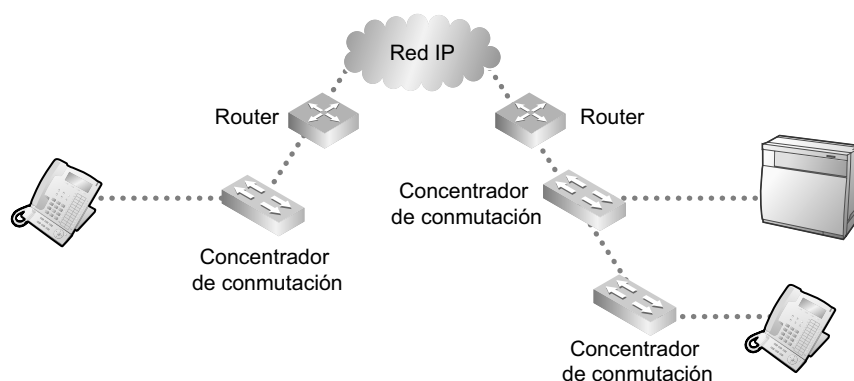 Red IP
Router
Router
Concentrador
de conmutación
Concentrador
de conmutación
Concentrador
de conmutación